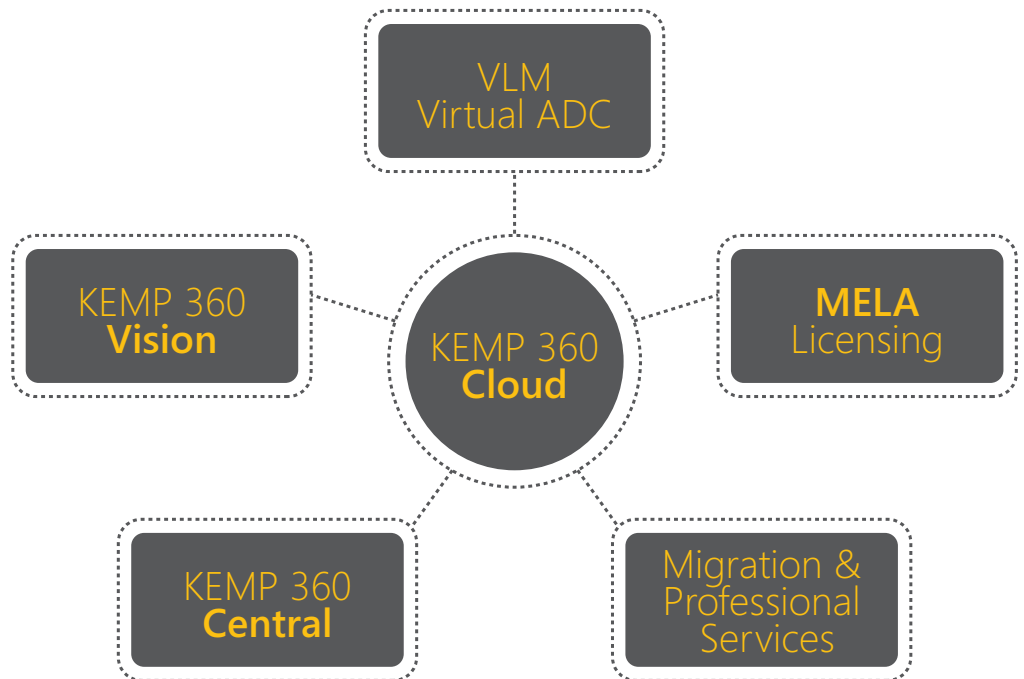 VLM
Virtual ADC
KEMP 360
Vision
MELA
Licensing
KEMP 360
Cloud
KEMP 360
Central
Migration &
Professional
Services